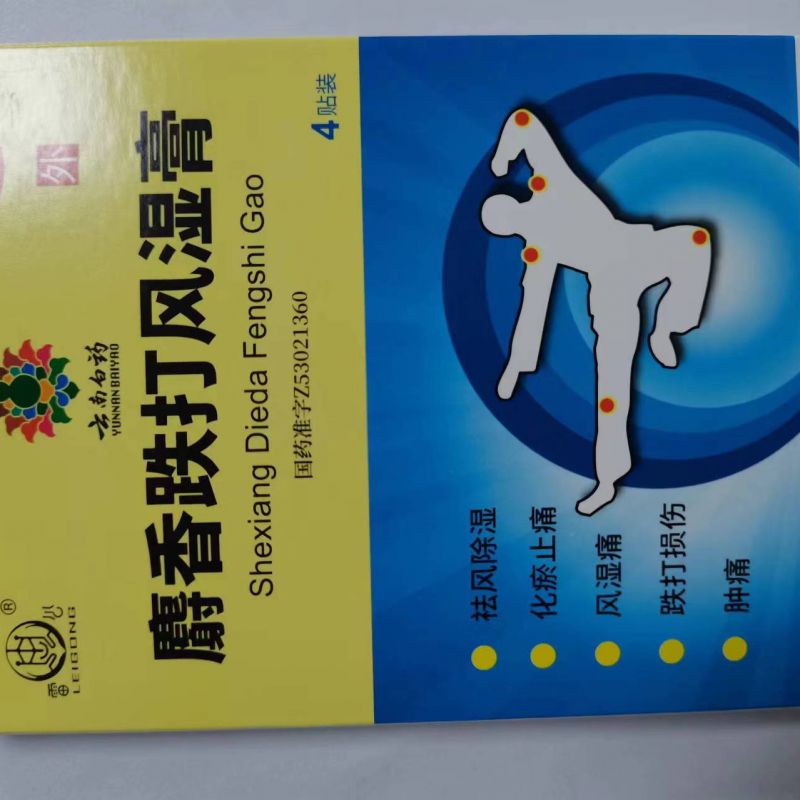 外
云南白药
YUNNAN BAIYAO
雷公
LEIGONG
®
麝香跌打风湿膏
Shexiang Dieda Fengshi Gao
国药准字Z53021360
4贴装
祛风除湿
化瘀止痛
风湿痛
跌打损伤
肿痛